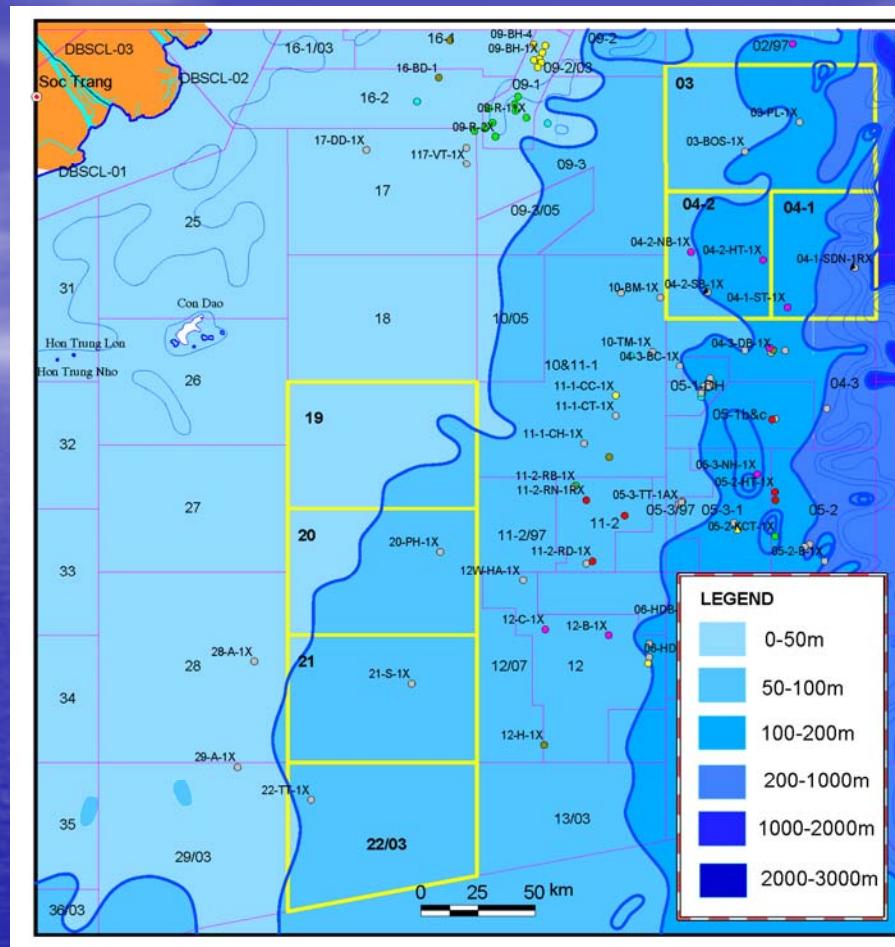 DBSCL-03
16-1/03
16-1
09-BH-4
09-BH-1X
09-2
02/97
DBSCL-02
16-BD-1
09-2/03
Soc Trang
16-2
09-1
03
09-R-11X
03-PL-1X
09-R-2X
17-DD-1X
117-VT-1X
03-BOS-1X
DBSCL-01
09-3
17
25
09-3/05
04-2
04-1
04-2-NB-1X
04-2-HT-1X
04-1-SDN-1RX
31
10-BM-1X
04-2-SB-1X
Con Dao
04-1-ST-1X
18
10/05
Hon Trung Lon
10-TM-1X
04-3-DB-1X
Hon Trung Nho
26
10&11-1
04-3-BC-1X
11-1-CC-1X
05-1-DH
04-3
11-1-CT-1X
19
05-1b&c
32
11-1-CH-1X
05-3-NH-1X
11-2-RB-1X
05-2-HT-1X
11-2-RN-1RX
05-3-TT-1AX
27
05-3/97
05-3-1
05-2
20
11-2/97
11-2
05-2-KCT-1X
20-PH-1X
11-2-RD-1X
05-2-B-1X
33
12W-HA-1X
LEGEND
06-HDB-
0-50m
12-C-1X
12-B-1X
28-A-1X
21
06-HD
28
21-S-1X
12/07
12
50-100m
34
100-200m
12-H-1X
29-A-1X
200-1000m
22-TT-1X
35
13/03
1000-2000m
22/03
29/03
2000-3000m
0 25 50 km
36/03